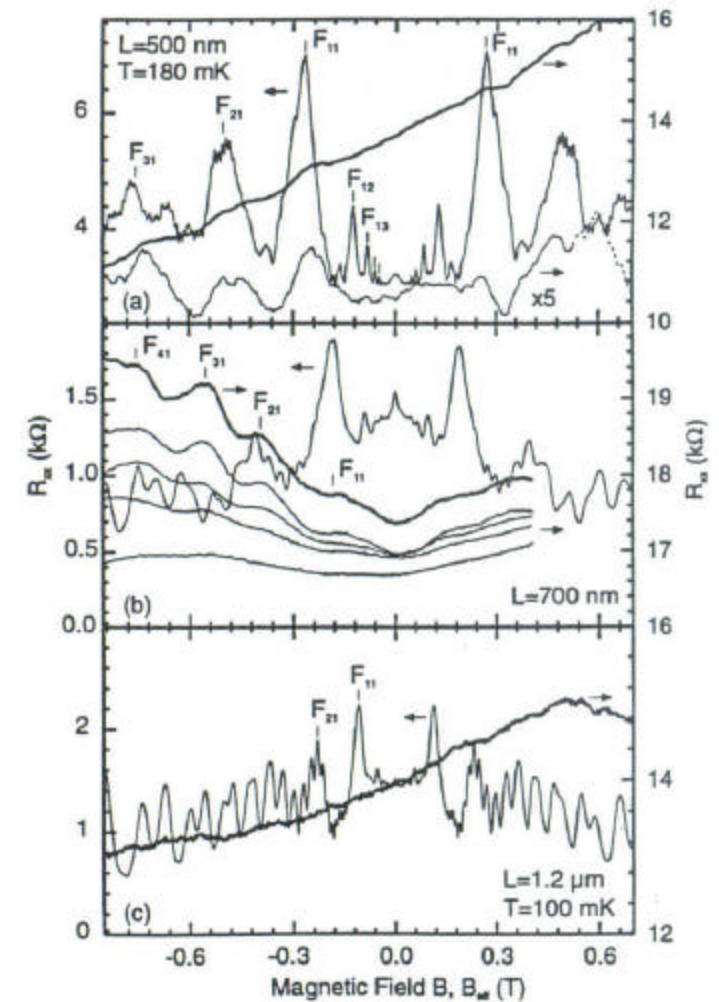 L=500 nm
T=180 mK
F₁₁
F₁₁
F₂₁
F₃₁
F₁₂
F₁₃
(a)
x5
6
4
16
14
12
10
F₄₁
F₃₁
F₂₁
F₁₁
(b)
L=700 nm
1.5
1.0
0.5
0.0
19
18
17
16
Rₓₓ (kΩ)
Rₓₓ (kΩ)
F₁₁
F₂₁
(c)
L=1.2 µm
T=100 mK
2
1
0
14
12
-0.6
-0.3
0.0
0.3
0.6
Magnetic Field B, B (T)